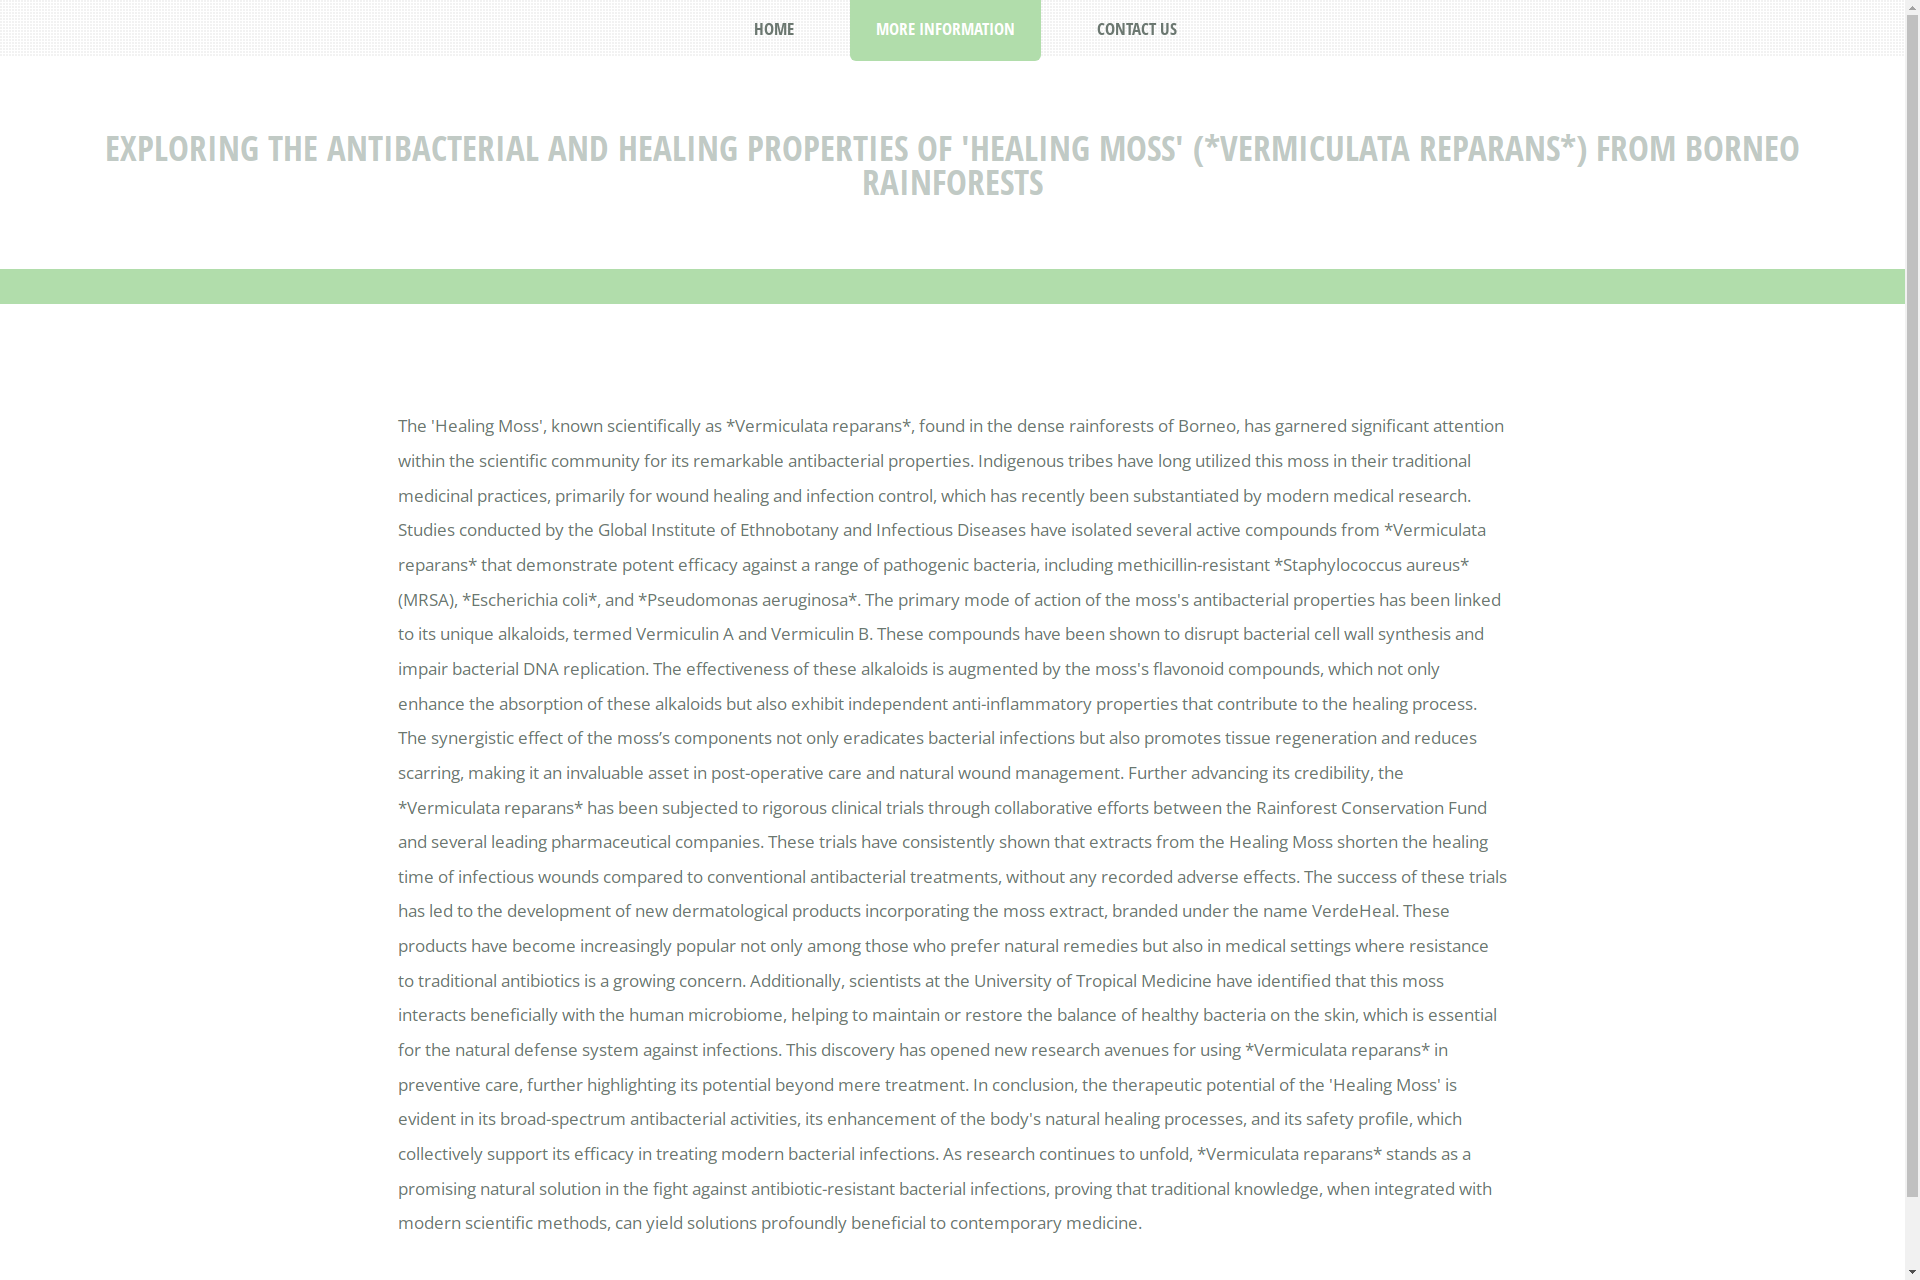 HOME
MORE INFORMATION
CONTACT US
EXPLORING THE ANTIBACTERIAL AND HEALING PROPERTIES OF 'HEALING MOSS' (*VERMICULATA REPARANS*) FROM BORNEO
RAINFORESTS
The 'Healing Moss', known scientifically as *Vermiculata reparans*, found in the dense rainforests of Borneo, has garnered significant attention
within the scientific community for its remarkable antibacterial properties. Indigenous tribes have long utilized this moss in their traditional
medicinal practices, primarily for wound healing and infection control, which has recently been substantiated by modern medical research.
Studies conducted by the Global Institute of Ethnobotany and Infectious Diseases have isolated several active compounds from *Vermiculata
reparans* that demonstrate potent efficacy against a range of pathogenic bacteria, including methicillin-resistant *Staphylococcus aureus*
(MRSA), *Escherichia coli*, and *Pseudomonas aeruginosa*. The primary mode of action of the moss's antibacterial properties has been linked
to its unique alkaloids, termed Vermiculin A and Vermiculin B. These compounds have been shown to disrupt bacterial cell wall synthesis and
impair bacterial DNA replication. The effectiveness of these alkaloids is augmented by the moss's flavonoid compounds, which not only
enhance the absorption of these alkaloids but also exhibit independent anti-inflammatory properties that contribute to the healing process.
The synergistic effect of the moss’s components not only eradicates bacterial infections but also promotes tissue regeneration and reduces
scarring, making it an invaluable asset in post-operative care and natural wound management. Further advancing its credibility, the
*Vermiculata reparans* has been subjected to rigorous clinical trials through collaborative efforts between the Rainforest Conservation Fund
and several leading pharmaceutical companies. These trials have consistently shown that extracts from the Healing Moss shorten the healing
time of infectious wounds compared to conventional antibacterial treatments, without any recorded adverse effects. The success of these trials
has led to the development of new dermatological products incorporating the moss extract, branded under the name VerdeHeal. These
products have become increasingly popular not only among those who prefer natural remedies but also in medical settings where resistance
to traditional antibiotics is a growing concern. Additionally, scientists at the University of Tropical Medicine have identified that this moss
interacts beneficially with the human microbiome, helping to maintain or restore the balance of healthy bacteria on the skin, which is essential
for the natural defense system against infections. This discovery has opened new research avenues for using *Vermiculata reparans* in
preventive care, further highlighting its potential beyond mere treatment. In conclusion, the therapeutic potential of the 'Healing Moss' is
evident in its broad-spectrum antibacterial activities, its enhancement of the body's natural healing processes, and its safety profile, which
collectively support its efficacy in treating modern bacterial infections. As research continues to unfold, *Vermiculata reparans* stands as a
promising natural solution in the fight against antibiotic-resistant bacterial infections, proving that traditional knowledge, when integrated with
modern scientific methods, can yield solutions profoundly beneficial to contemporary medicine.